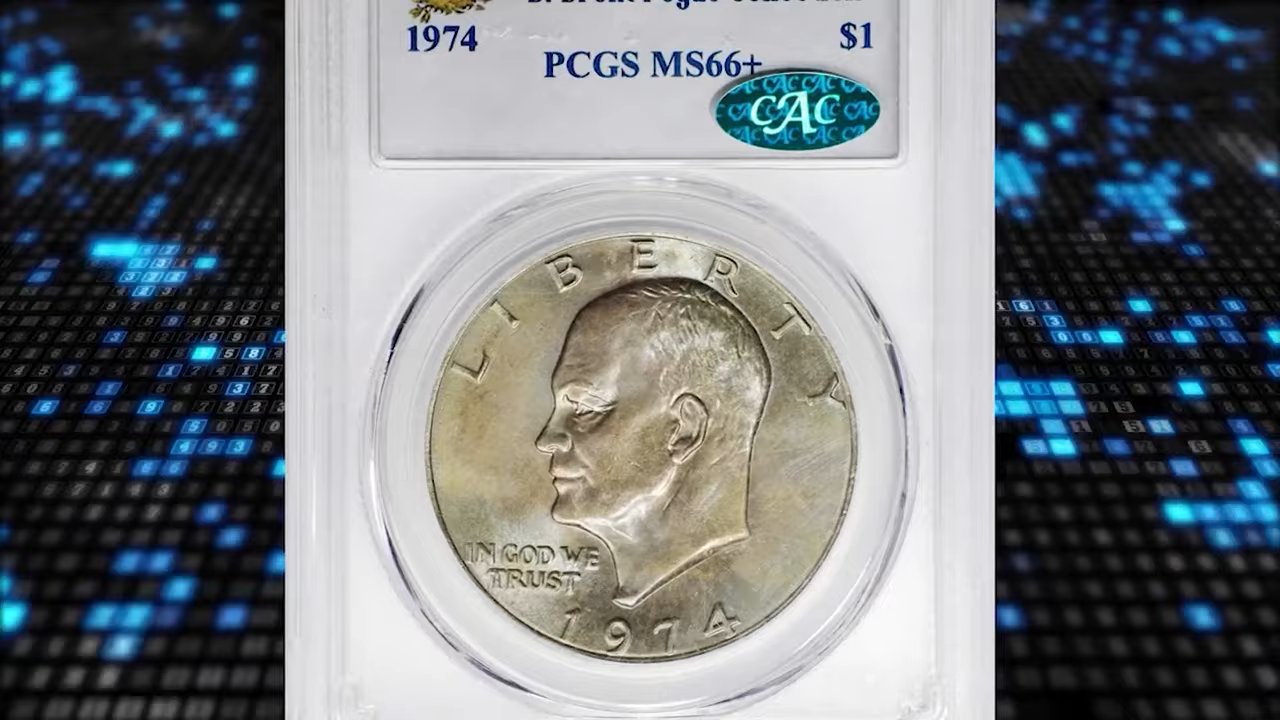 1974 $1
PCGS MS66+
CAC
LIBERTY
IN GOD WE
TRUST
1974